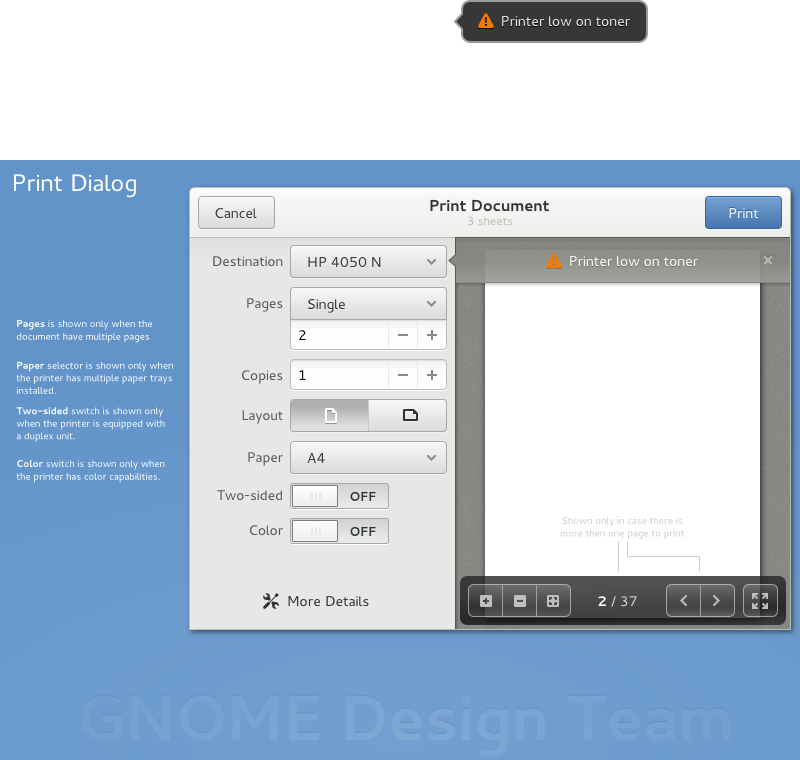 Printer low on toner
Print Dialog
Cancel
Print Document
3 sheets
Print
Destination
HP 4050 N
Printer low on toner
Pages
Single
2
Pages is shown only when the
document have multiple pages
Copies
1
Paper selector is shown only when
the printer has multiple paper trays
installed.
Layout
Two-sided switch is shown only
when the printer is equipped with
a duplex unit.
Paper
A4
Color switch is shown only when
the printer has color capabilities.
Two-sided
OFF
Color
OFF
Shown only in case there is
more then one page to print
More Details
2 / 37
GNOME Design Team